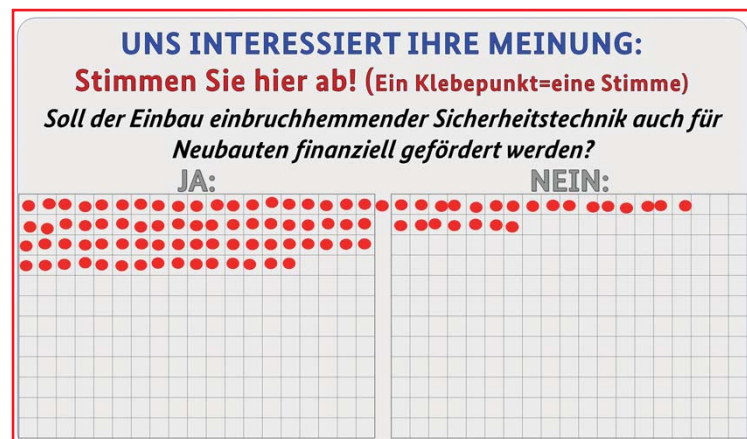 UNS INTERESSIERT IHRE MEINUNG:
Stimmen Sie hier ab! (Ein Klebepunkt=eine Stimme)
Soll der Einbau einbruchhemmender Sicherheitstechnik auch für
Neubauten finanziell gefördert werden?
JA: NEIN: